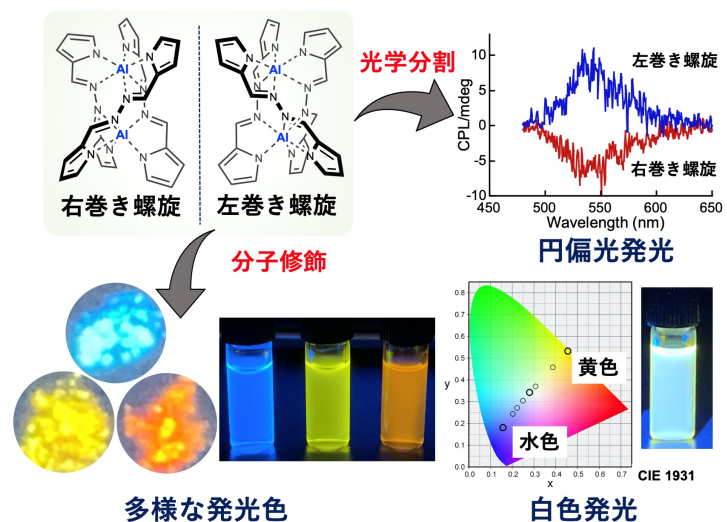 Al
Al
N
N
N
N
N
N
N
N
N
N
N
N
Al
Al
右巻き螺旋
左巻き螺旋
光学分割
分子修飾
10
5
0
-5
-10
CPL/mdeg
左巻き螺旋
右巻き螺旋
450
500
550
600
650
Wavelength (nm)
円偏光発光
多様な発光色
0.8
0.7
0.6
0.5
0.4
0.3
0.2
0.1
0.0
y
黄色
水色
0.0
0.1
0.2
0.3
0.4
0.5
0.6
0.7
x
CIE 1931
白色発光